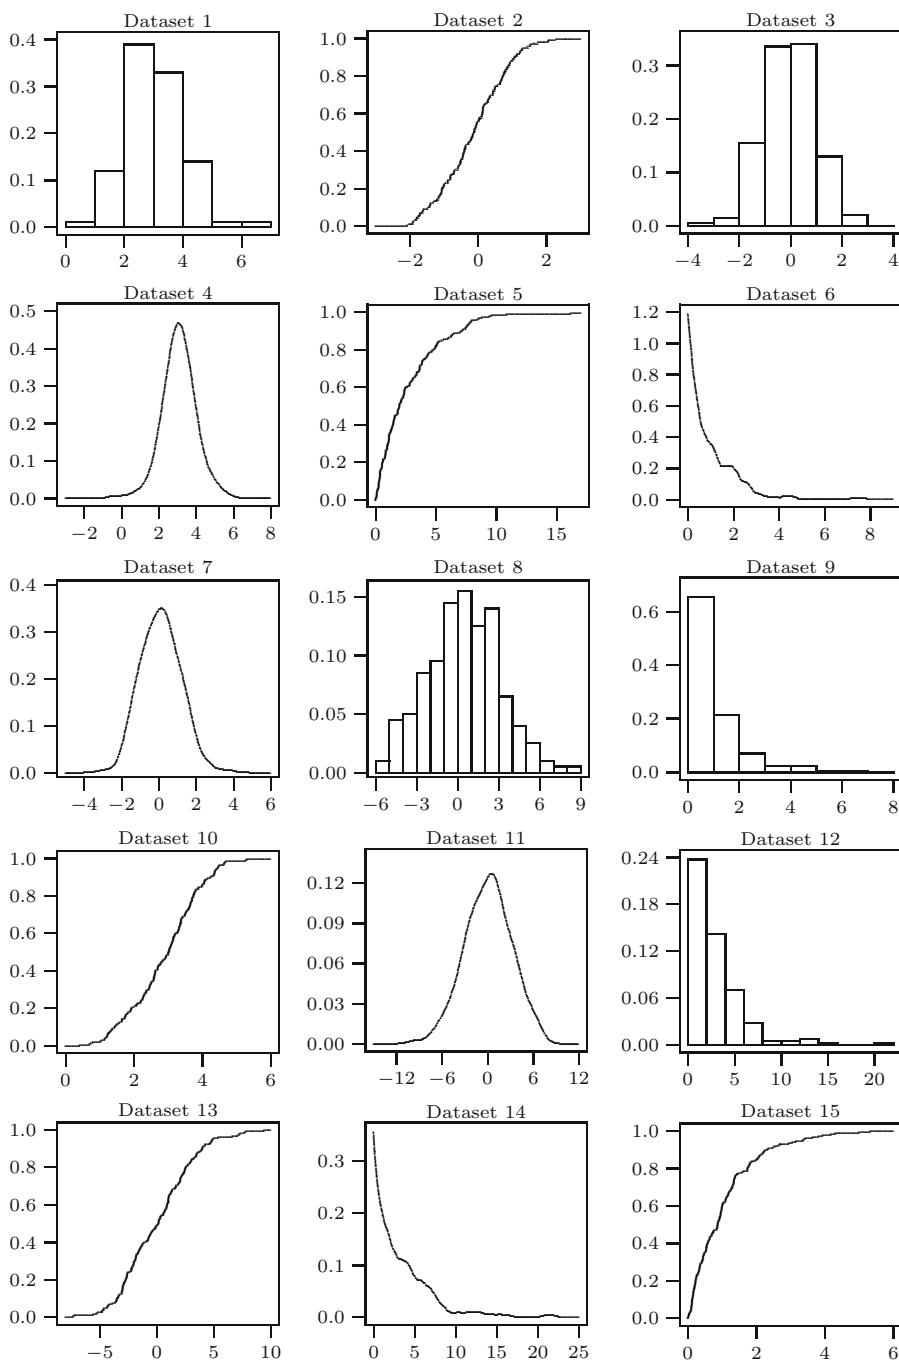 Dataset 1 Dataset 2 Dataset 3
0.4 0.3 0.2 0.1 0.0
0 2 4 6
1.0 0.8 0.6 0.4 0.2 0.0
−2 0 2
0.3 0.2 0.1 0.0
−4 −2 0 2 4
Dataset 4 Dataset 5 Dataset 6
0.5 0.4 0.3 0.2 0.1 0.0
−2 0 2 4 6 8
1.0 0.8 0.6 0.4 0.2 0.0
0 5 10 15
1.2 1.0 0.8 0.6 0.4 0.2 0.0
0 2 4 6 8
Dataset 7 Dataset 8 Dataset 9
0.4 0.3 0.2 0.1 0.0
−4 −2 0 2 4 6
0.15 0.10 0.05 0.00
−6 −3 0 3 6 9
0.6 0.4 0.2 0.0
0 2 4 6 8
Dataset 10 Dataset 11 Dataset 12
1.0 0.8 0.6 0.4 0.2 0.0
0 2 4 6
0.12 0.09 0.06 0.03 0.00
−12 −6 0 6 12
0.24 0.18 0.12 0.06 0.00
0 5 10 15 20
Dataset 13 Dataset 14 Dataset 15
1.0 0.8 0.6 0.4 0.2 0.0
−5 0 5 10
0.3 0.2 0.1 0.0
0 5 10 15 20 25
1.0 0.8 0.6 0.4 0.2 0.0
0 2 4 6